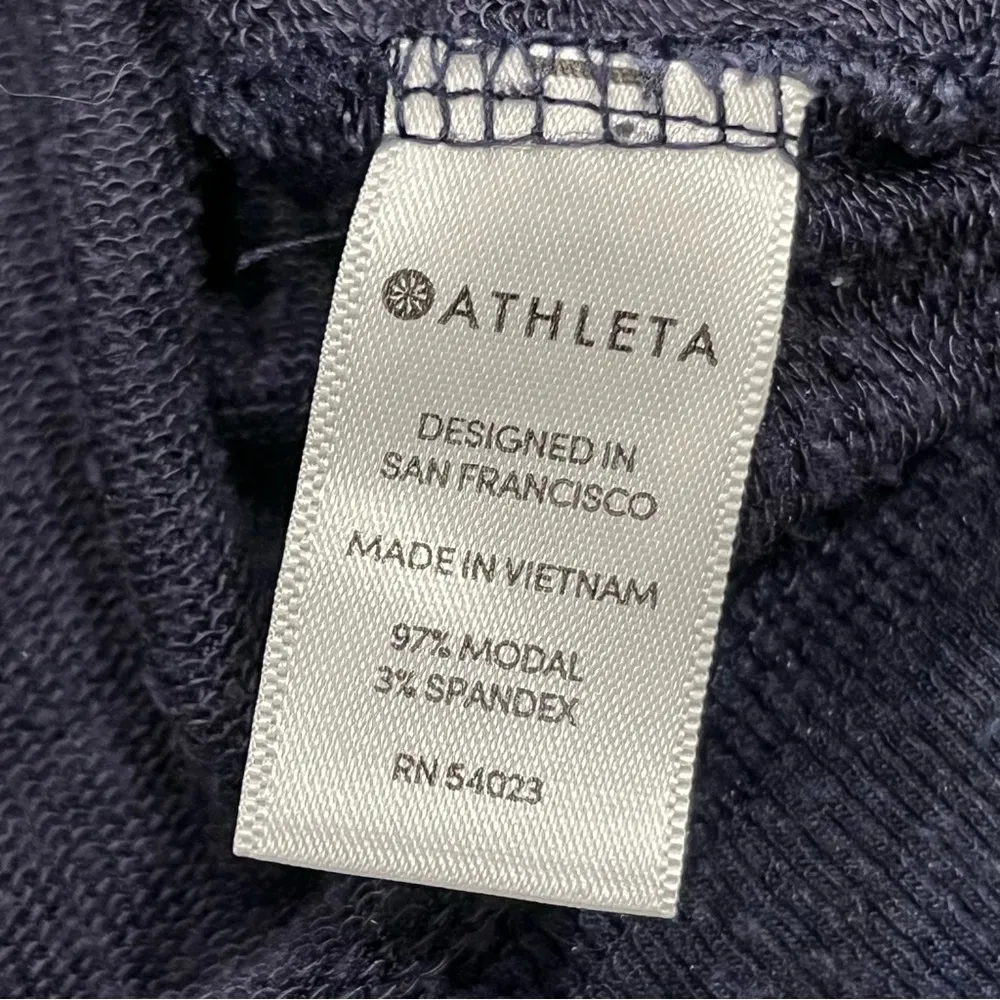 ATHLETA
DESIGNED IN
SAN FRANCISCO
MADE IN VIETNAM
97% MODAL
3% SPANDEX
RN 54023